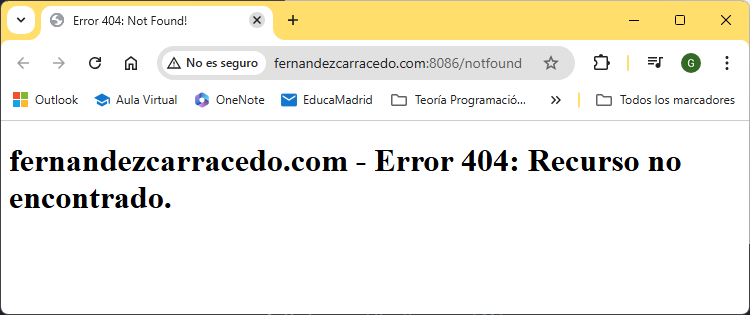 Error 404: Not Found!
No es seguro
fernandezcarracedo.com:8086/notfound
G
Outlook
Aula Virtual
OneNote
EducaMadrid
Teoría Programació...
Todos los marcadores
fernandezcarracedo.com - Error 404: Recurso no
encontrado.